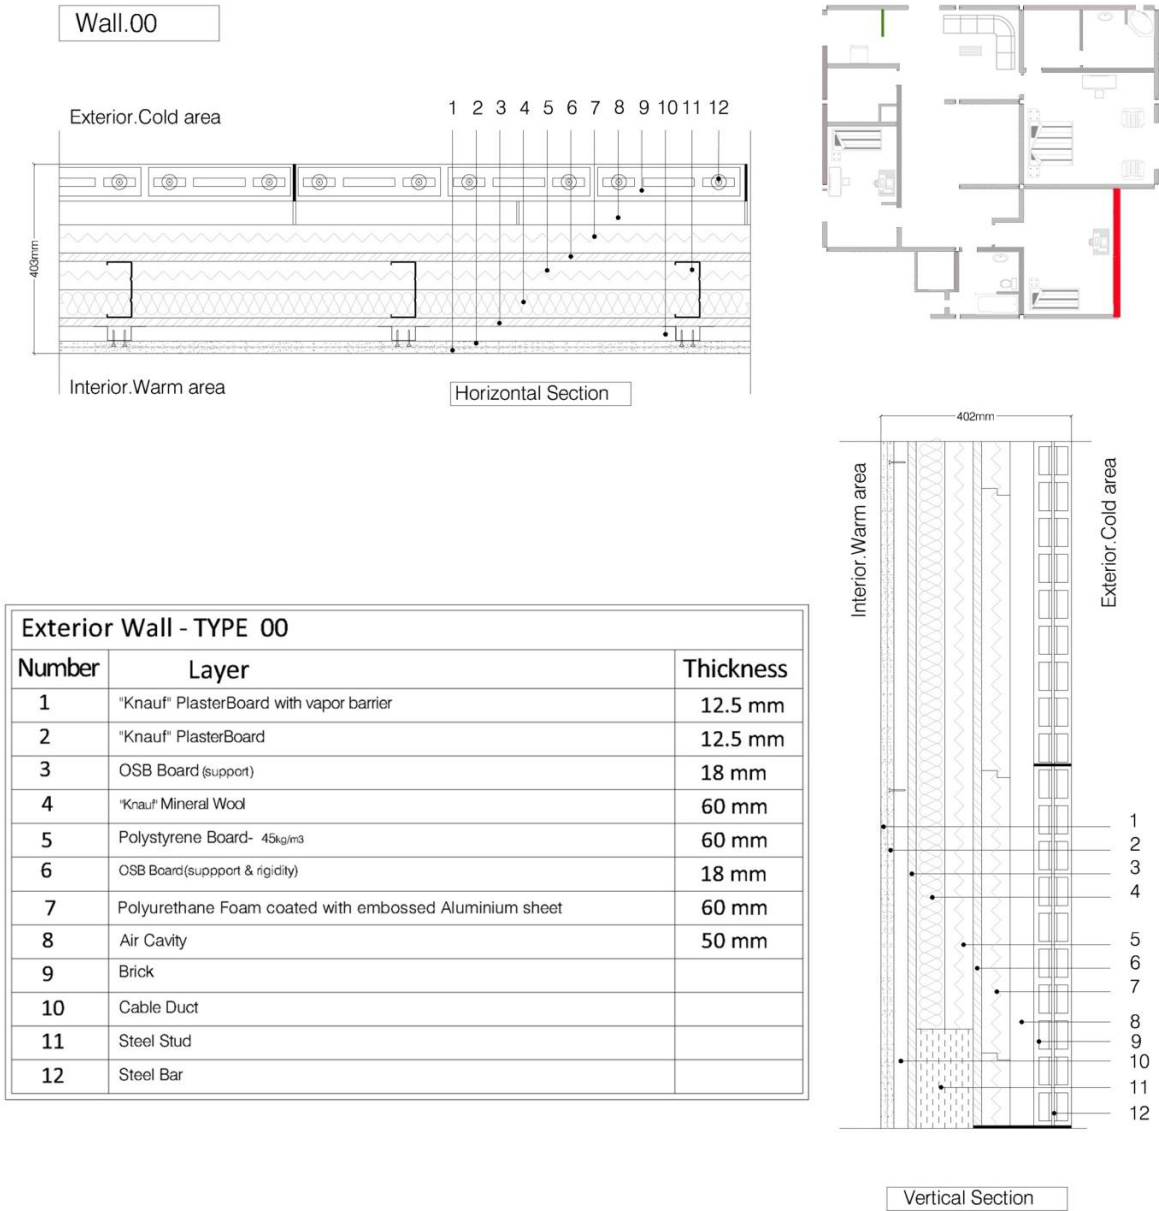 Wall.00
Exterior.Cold area
1 2 3 4 5 6 7 8 9 10 11 12
403mm
Interior.Warm area
Horizontal Section
402mm
Interior.Warm area
Exterior.Cold area
1
2
3
4
5
6
7
8
9
10
11
12
Vertical Section
Exterior Wall - TYPE 00
Number Layer Thickness
1 "Knauf" PlasterBoard with vapor barrier 12.5 mm
2 "Knauf" PlasterBoard 12.5 mm
3 OSB Board (support) 18 mm
4 "Knauf" Mineral Wool 60 mm
5 Polystyrene Board- 45kg/m3 60 mm
6 OSB Board(suppport & rigidity) 18 mm
7 Polyurethane Foam coated with embossed Aluminium sheet 60 mm
8 Air Cavity 50 mm
9 Brick
10 Cable Duct
11 Steel Stud
12 Steel Bar